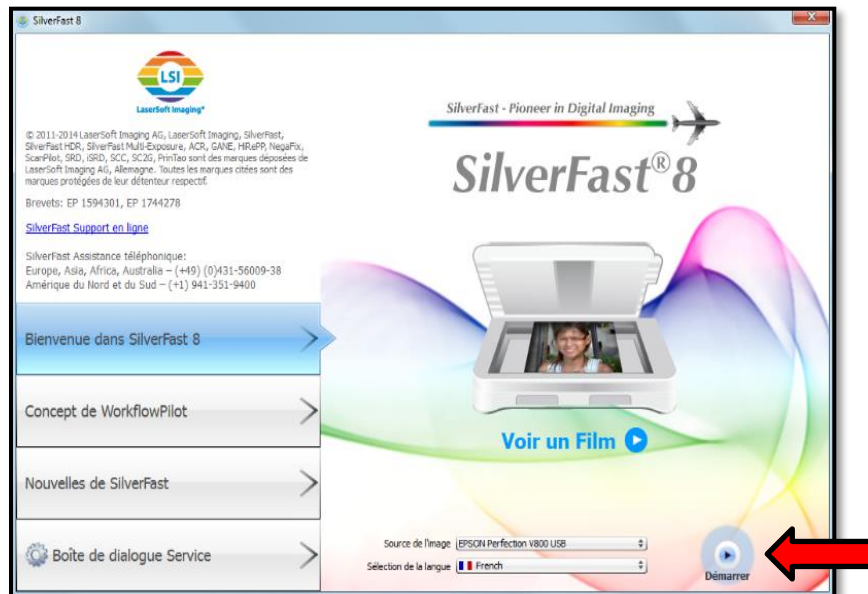 SilverFast 8
LSI
LaserSoft Imaging®
© 2011-2014 LaserSoft Imaging AG, LaserSoft Imaging, SilverFast,
SilverFast HDR, SilverFast Multi-Exposure, ACR, GANE, HiRePP, NegaFix,
ScanPilot, SRD, iSRD, SCC, SC2G, PrinTao sont des marques déposées de
LaserSoft Imaging AG, Allemagne. Toutes les marques citées sont des
marques protégées de leur détenteur respectif.
Brevets: EP 1594301, EP 1744278
SilverFast Support en ligne
SilverFast Assistance téléphonique:
Europe, Asia, Africa, Australia – (+49) (0)431-56009-38
Amérique du Nord et du Sud – (+1) 941-351-9400
Bienvenue dans SilverFast 8
Concept de WorkflowPilot
Nouvelles de SilverFast
Boîte de dialogue Service
SilverFast - Pioneer in Digital Imaging
SilverFast®8
Voir un Film
Source de l'image EPSON Perfection V800 USB
Sélection de la langue French
Démarrer